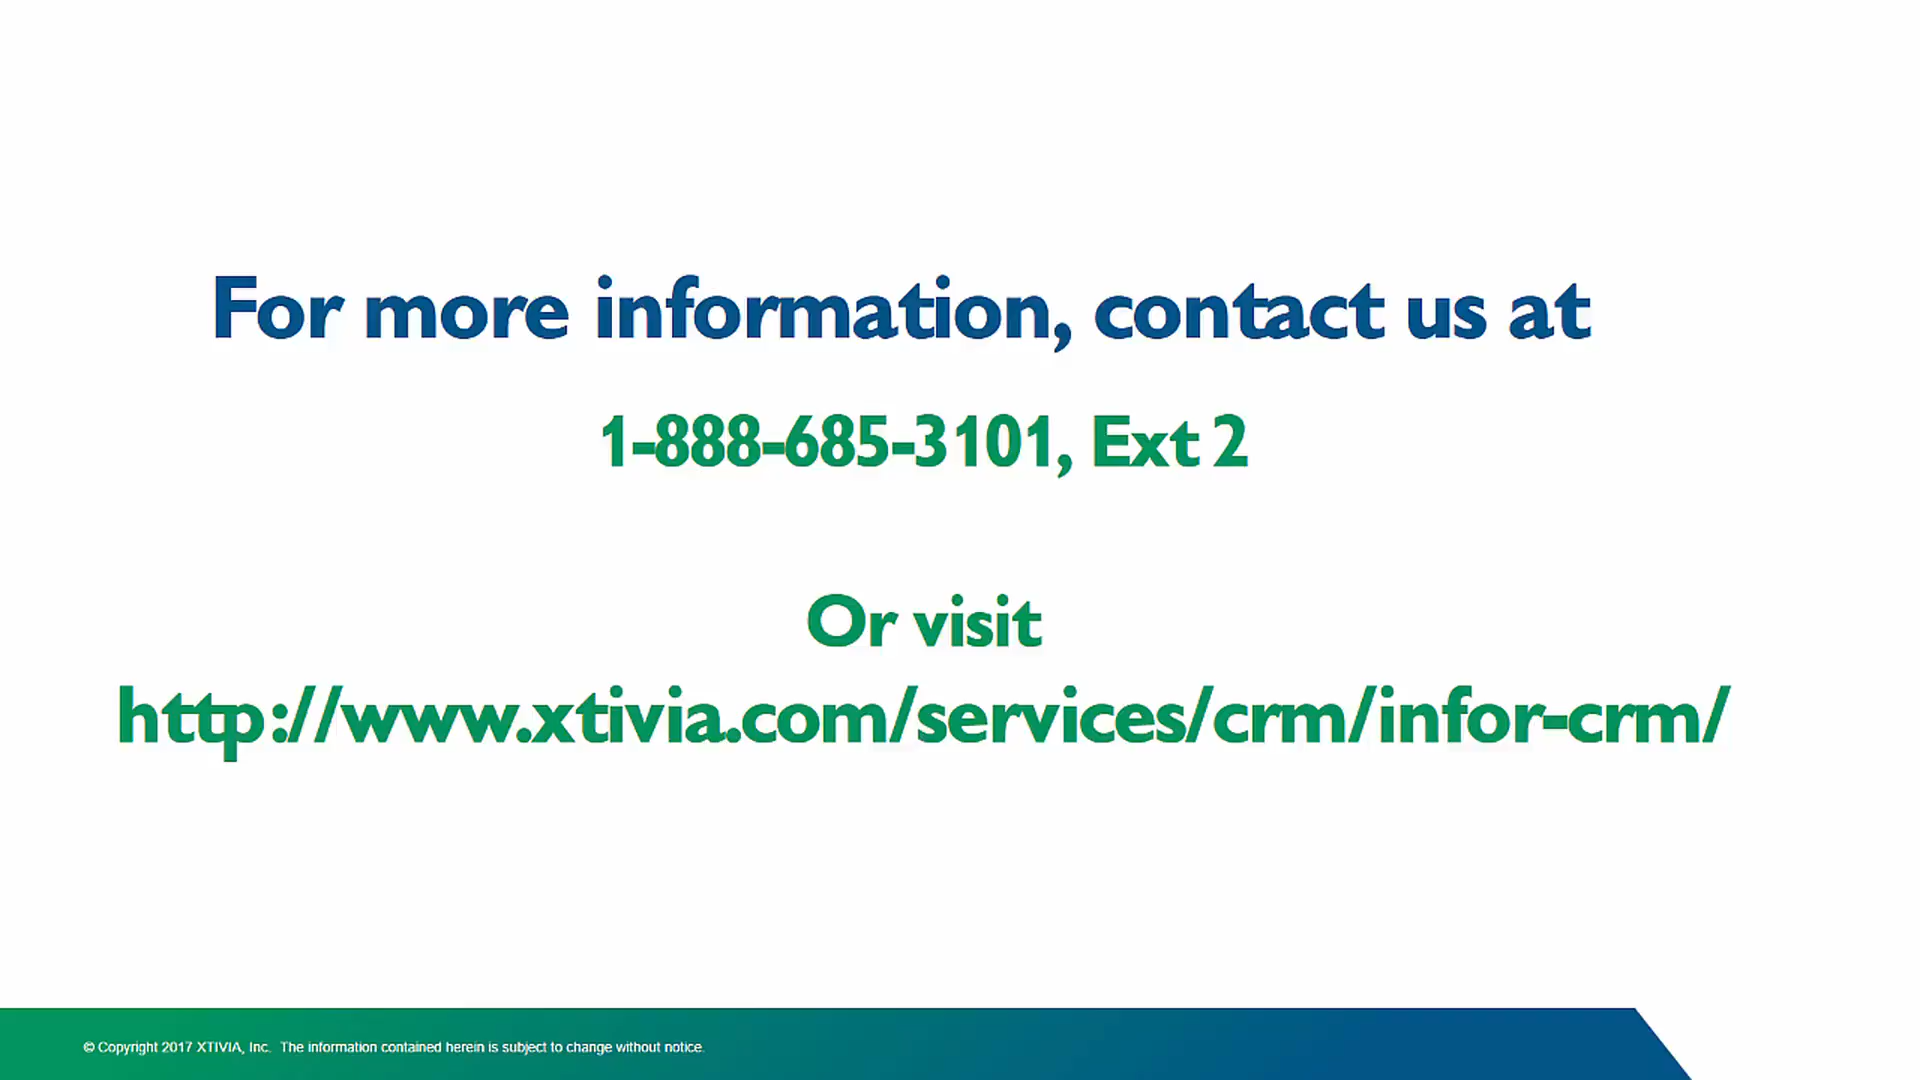 For more information, contact us at
1-888-685-3101, Ext 2
Or visit
http://www.xtivia.com/services/crm/infor-crm/
© Copyright 2017 XTIVIA, Inc.  The information contained herein is subject to change without notice.